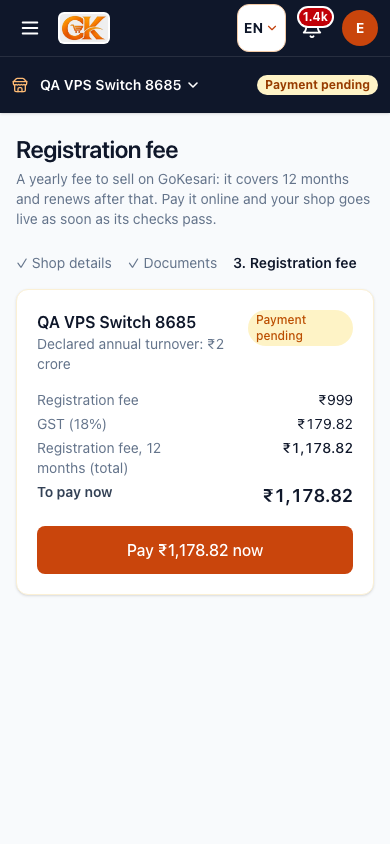 GK
EN
1.4k
E
QA VPS Switch 8685
Payment pending
Registration fee
A yearly fee to sell on GoKesari: it covers 12 months
and renews after that. Pay it online and your shop goes
live as soon as its checks pass.
Shop details
Documents
3. Registration fee
QA VPS Switch 8685
Payment
pending
Declared annual turnover: ₹2
crore
Registration fee
₹999
GST (18%)
₹179.82
Registration fee, 12
months (total)
₹1,178.82
To pay now
₹1,178.82
Pay ₹1,178.82 now